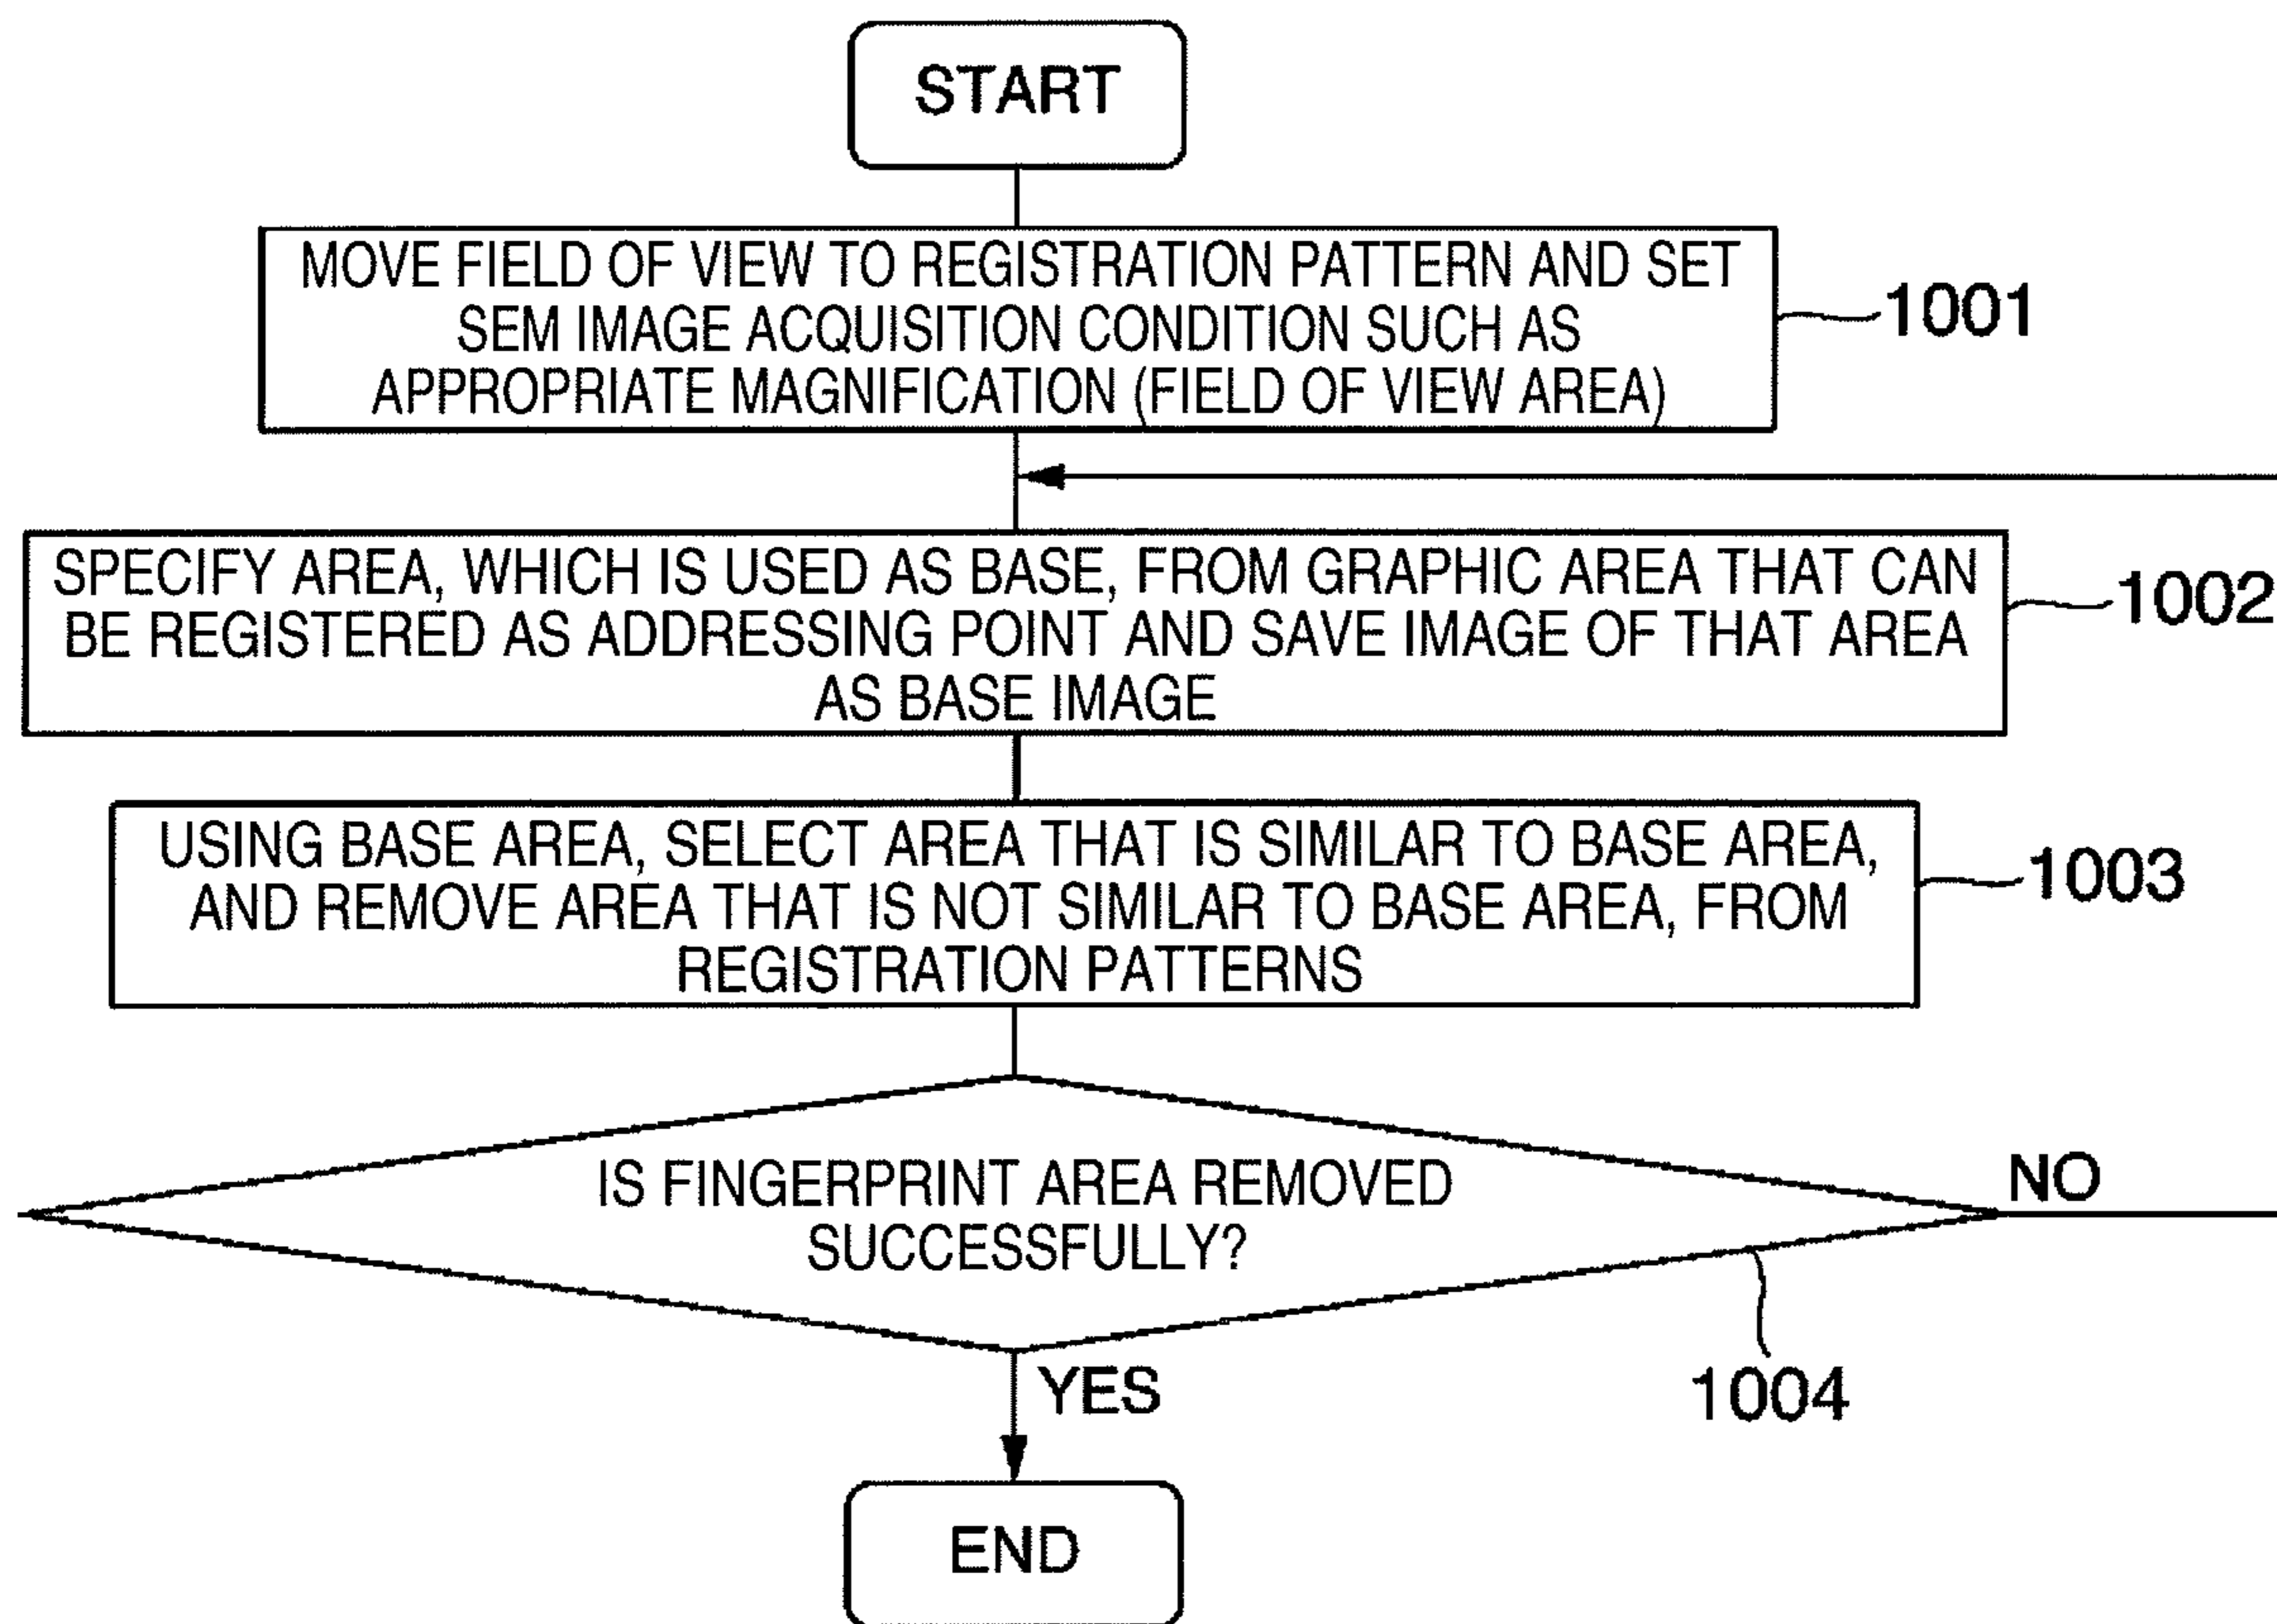 START
MOVE FIELD OF VIEW TO REGISTRATION PATTERN AND SET
SEM IMAGE ACQUISITION CONDITION SUCH AS
APPROPRIATE MAGNIFICATION (FIELD OF VIEW AREA)
1001
SPECIFY AREA, WHICH IS USED AS BASE, FROM GRAPHIC AREA THAT CAN
BE REGISTERED AS ADDRESSING POINT AND SAVE IMAGE OF THAT AREA
AS BASE IMAGE
1002
USING BASE AREA, SELECT AREA THAT IS SIMILAR TO BASE AREA,
AND REMOVE AREA THAT IS NOT SIMILAR TO BASE AREA, FROM
REGISTRATION PATTERNS
1003
IS FINGERPRINT AREA REMOVED
SUCCESSFULLY?
NO
1004
YES
END